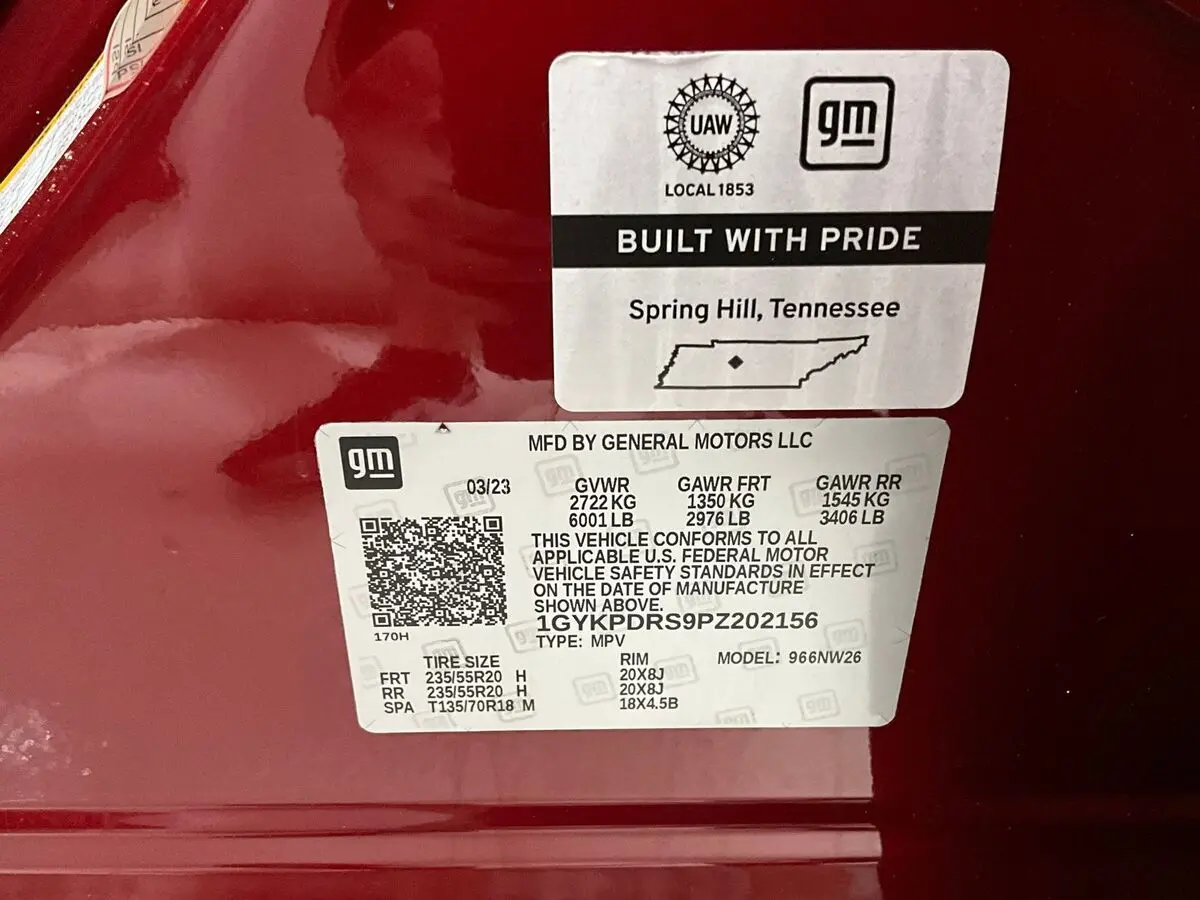 UAW
gm
LOCAL 1853
BUILT WITH PRIDE
Spring Hill, Tennessee
gm
MFD BY GENERAL MOTORS LLC
03/23 GVWR GAWR FRT GAWR RR
2722 KG 1350 KG 1545 KG
6001 LB 2976 LB 3406 LB
THIS VEHICLE CONFORMS TO ALL
APPLICABLE U.S. FEDERAL MOTOR
VEHICLE SAFETY STANDARDS IN EFFECT
ON THE DATE OF MANUFACTURE
SHOWN ABOVE.
1GYKPDRS9PZ202156
170H
TYPE: MPV
TIRE SIZE RIM MODEL: 966NW26
FRT 235/55R20 H 20X8J
RR 235/55R20 H 20X8J
SPA T135/70R18 M 18X4.5B